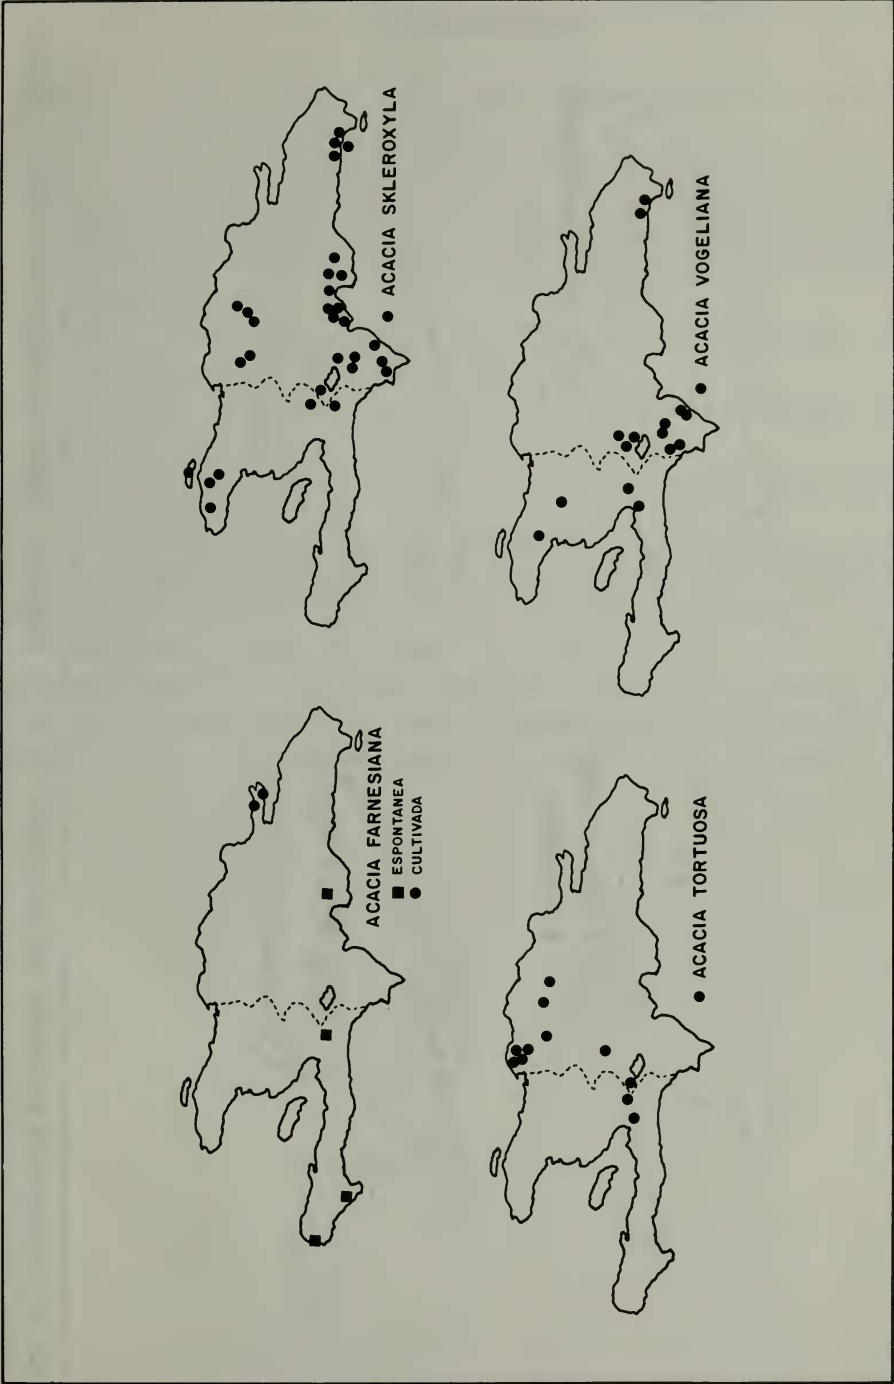 ACACIA FARNESIANA
ESPONTANEA
CULTIVADA
ACACIA SKLEROXYLA
ACACIA TORTUOSA
ACACIA VOGELIANA